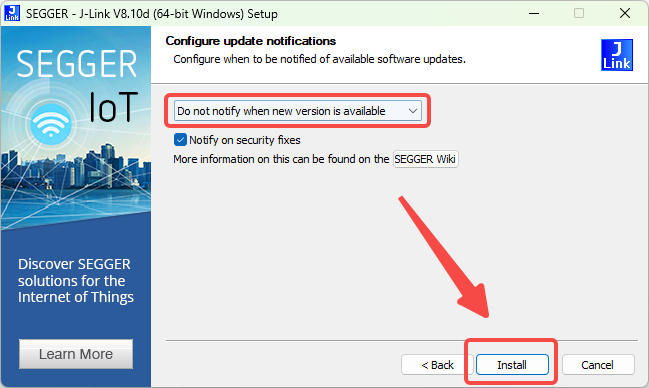 J
Link
SEGGER - J-Link V8.10d (64-bit Windows) Setup
SEGGER
IoT
Discover SEGGER
solutions for the
Internet of Things
Learn More
Configure update notifications
Configure when to be notified of available software updates.
J
Link
Do not notify when new version is available
Notify on security fixes
More information on this can be found on the SEGGER Wiki
< Back
Install
Cancel